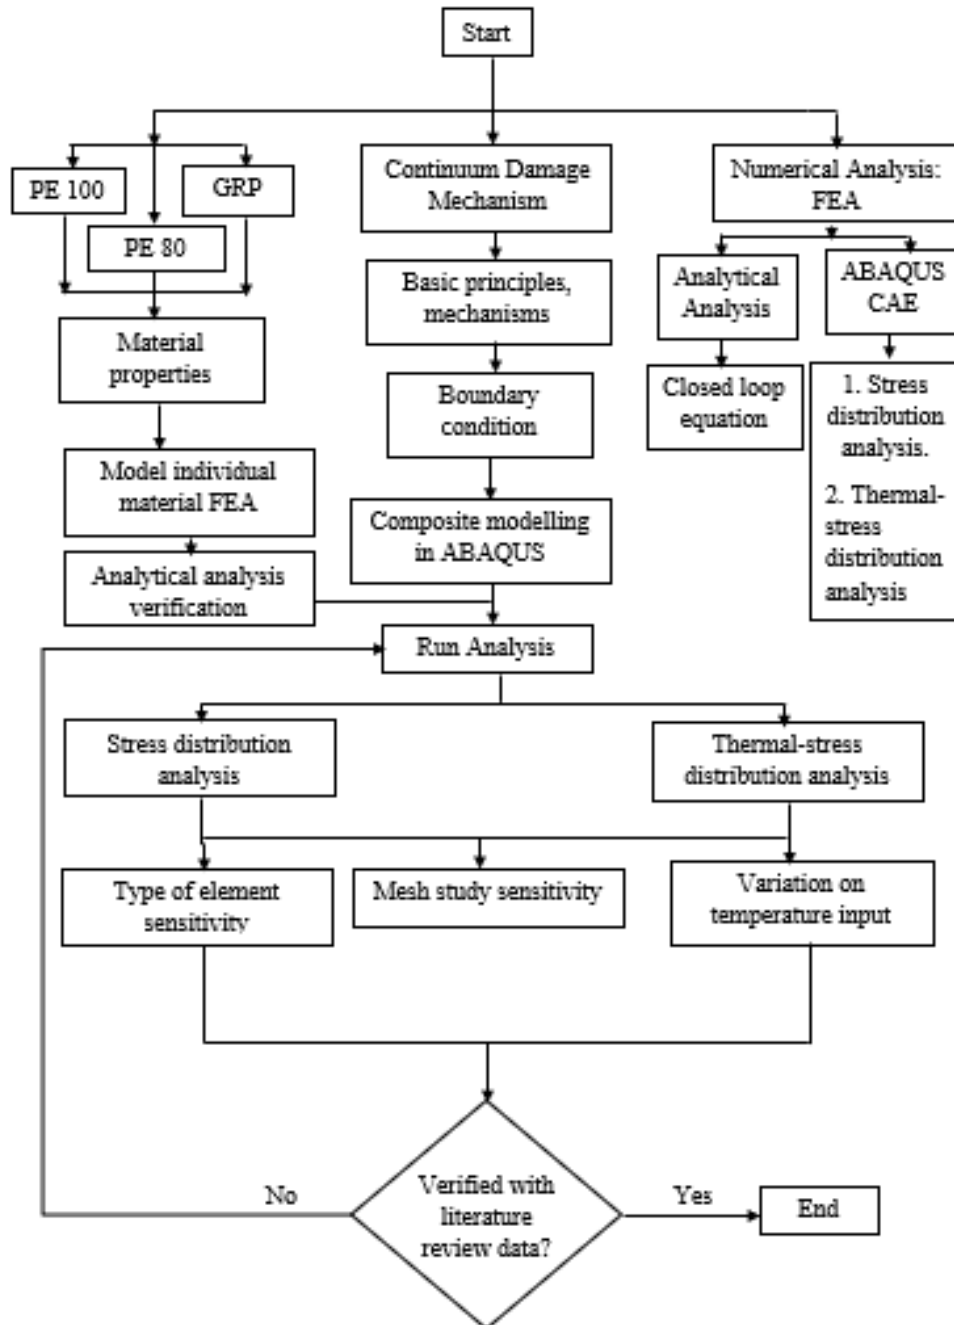 Start
PE 100
GRP
PE 80
Material
properties
Model individual
material FEA
Analytical analysis
verification
Continuum Damage
Mechanism
Basic principles,
mechanisms
Boundary
condition
Composite modelling
in ABAQUS
Numerical Analysis:
FEA
Analytical
Analysis
ABAQUS
CAE
Closed loop
equation
1. Stress
distribution
analysis.
2. Thermal-
stress
distribution
analysis
Run Analysis
Stress distribution
analysis
Thermal-stress
distribution analysis
Type of element
sensitivity
Mesh study sensitivity
Variation on
temperature input
Verified with
literature
review data?
No
Yes
End